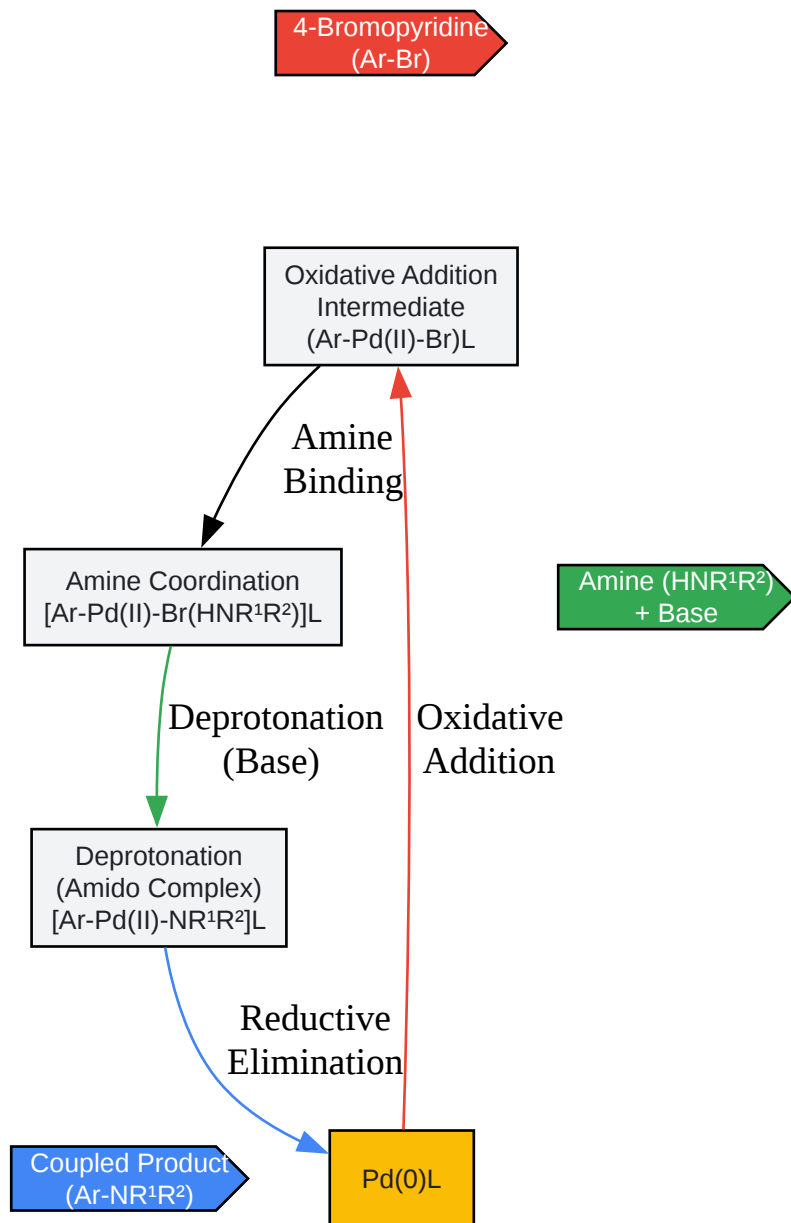 4-Bromopyridine
(Ar-Br)
Oxidative Addition
Intermediate
(Ar-Pd(II)-Br)L
Amine
Binding
Amine Coordination
[Ar-Pd(II)-Br(HNR¹R²)]L
Amine (HNR¹R²)
+ Base
Deprotonation
(Base)
Oxidative
Addition
Deprotonation
(Amido Complex)
[Ar-Pd(II)-NR¹R²]L
Reductive
Elimination
Coupled Product
(Ar-NR¹R²)
Pd(0)L